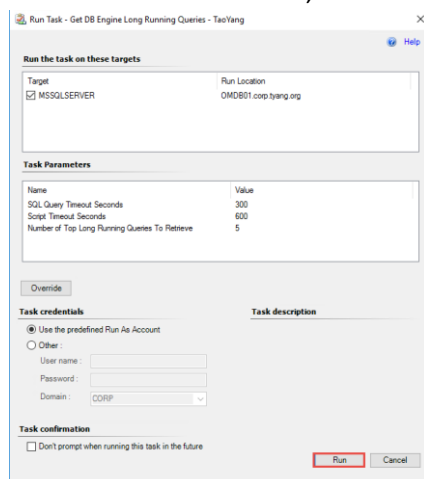 Run Task - Get DB Engine Long Running Queries - TaoYang
Help
Run the task on these targets
Target Run Location
MSSQLSERVER OMDB01.corp.tyang.org
Task Parameters
Name Value
SQL Query Timeout Seconds 300
Script Timeout Seconds 600
Number of Top Long Running Queries To Retrieve 5
Override
Task credentials Task description
Use the predefined Run As Account
Other :
User name :
Password :
Domain : CORP
Task confirmation
Don't prompt when running this task in the future
Run Cancel